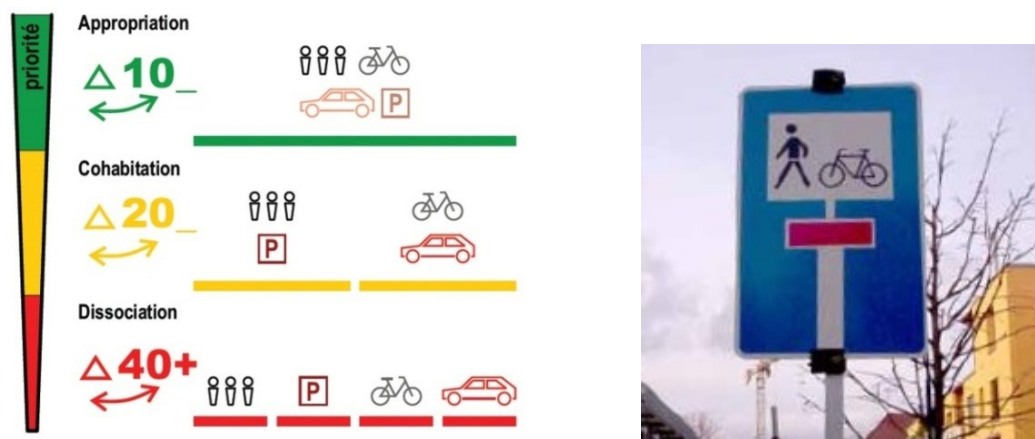 priorité
Appropriation
△ 10_
P
Cohabitation
△ 20_
P
Dissociation
△ 40+
P